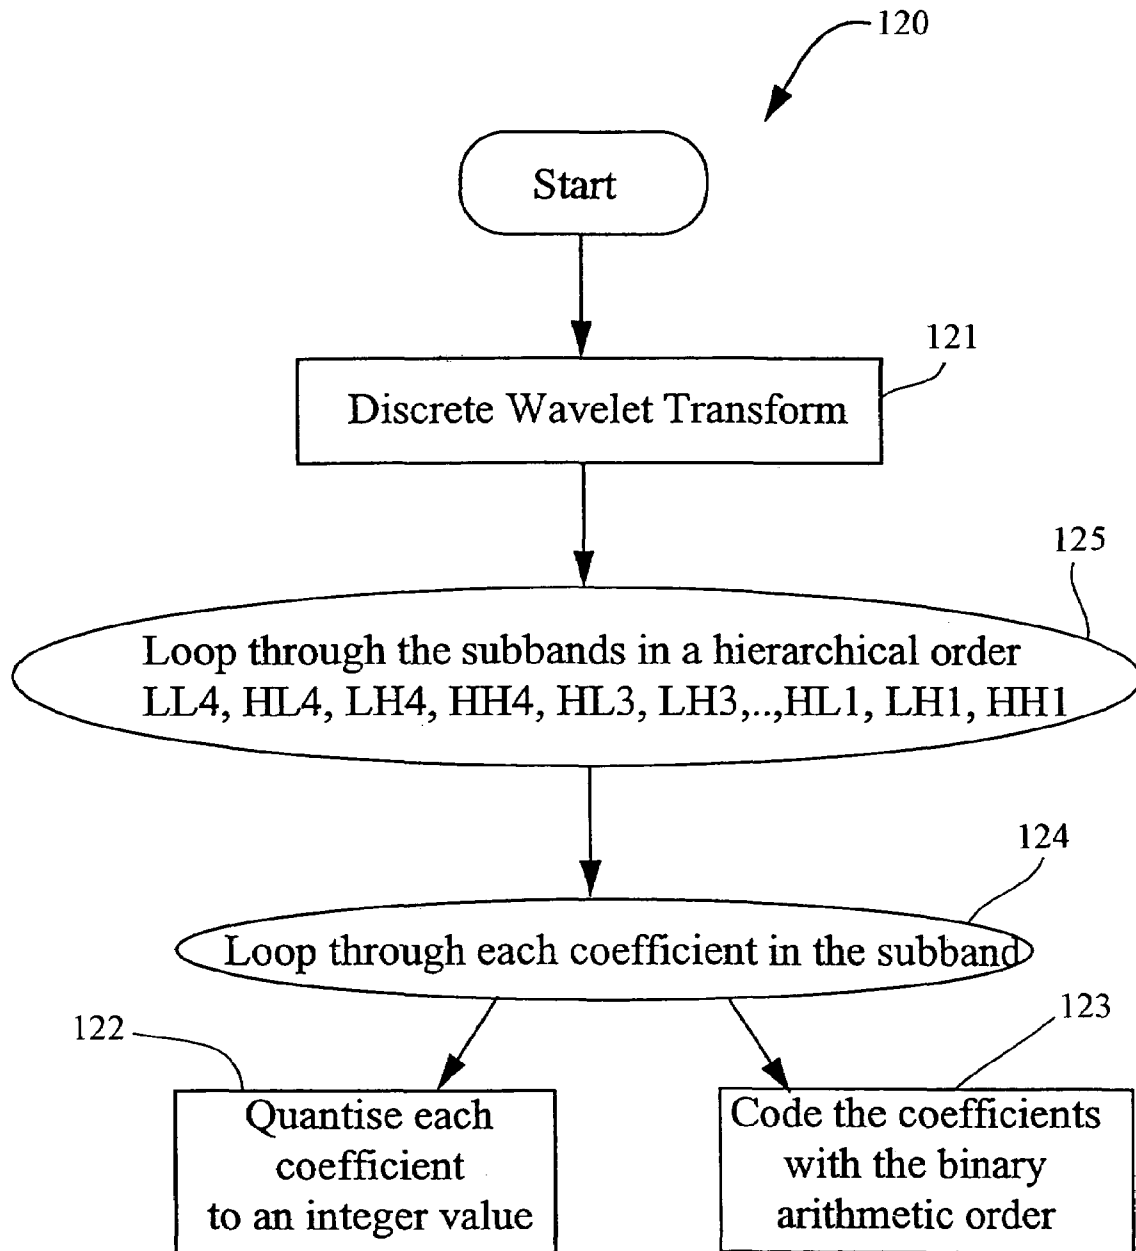 120
Start
121
Discrete Wavelet Transform
125
Loop through the subbands in a hierarchical order
LL4, HL4, LH4, HH4, HL3, LH3,..,HL1, LH1, HH1
124
Loop through each coefficient in the subband
122
Quantise each
coefficient
to an integer value
123
Code the coefficients
with the binary
arithmetic order